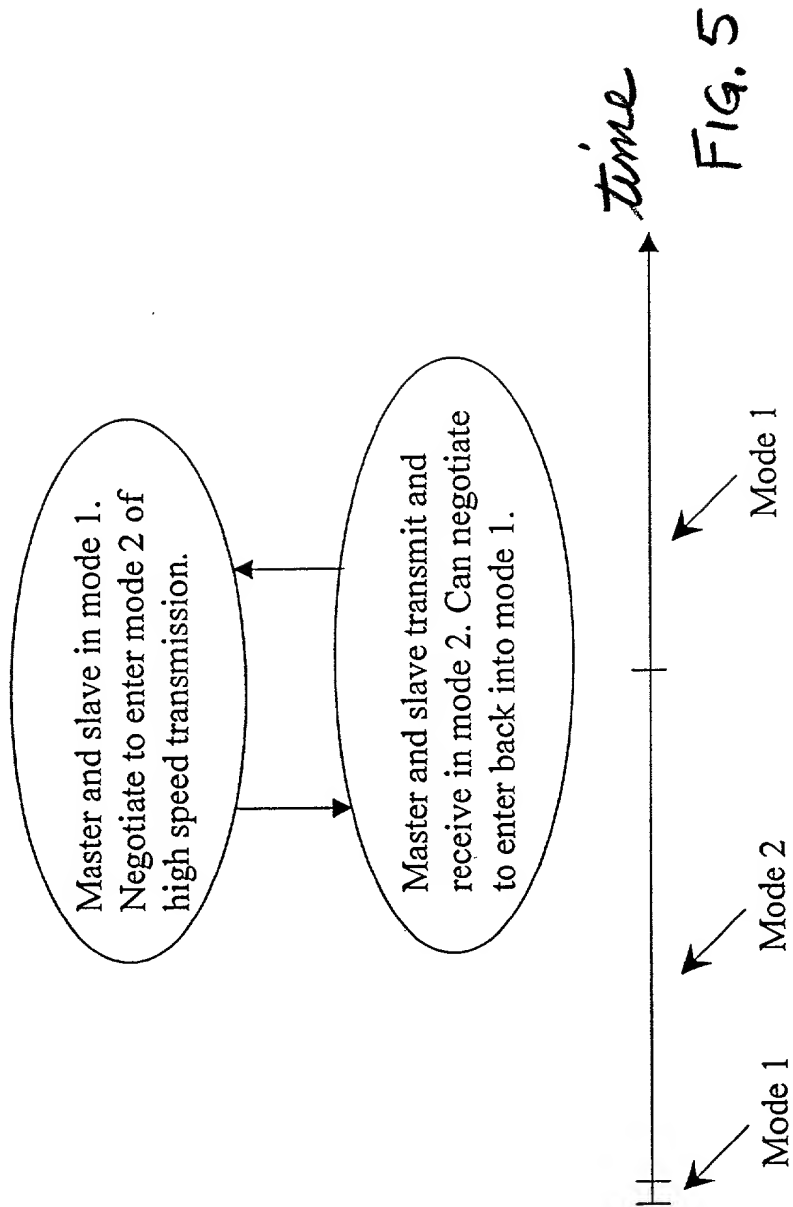 Master and slave in mode 1.
Negotiate to enter mode 2 of
high speed transmission.
Master and slave transmit and
receive in mode 2. Can negotiate
to enter back into mode 1.
time
Mode 1
Mode 2
Mode 1
FIG. 5